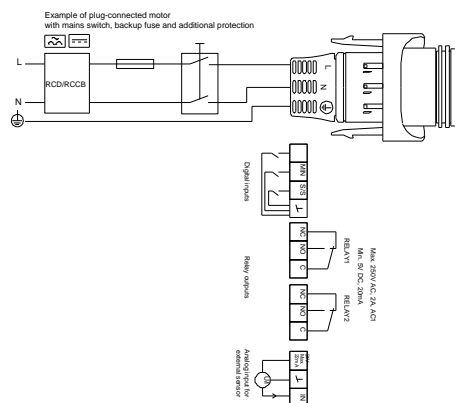 Example of plug-connected motor
with mains switch, backup fuse and additional protection
L
N
RCD/RCCB
L
N
Digital inputs
MIN
S/S
Relay outputs
NC
NO
C
RELAY1
NC
NO
C
RELAY2
Max. 250V AC, 2A, AC1
Min. 5V DC, 20mA
Analog input for
external sensor
Max.
22mA
IN